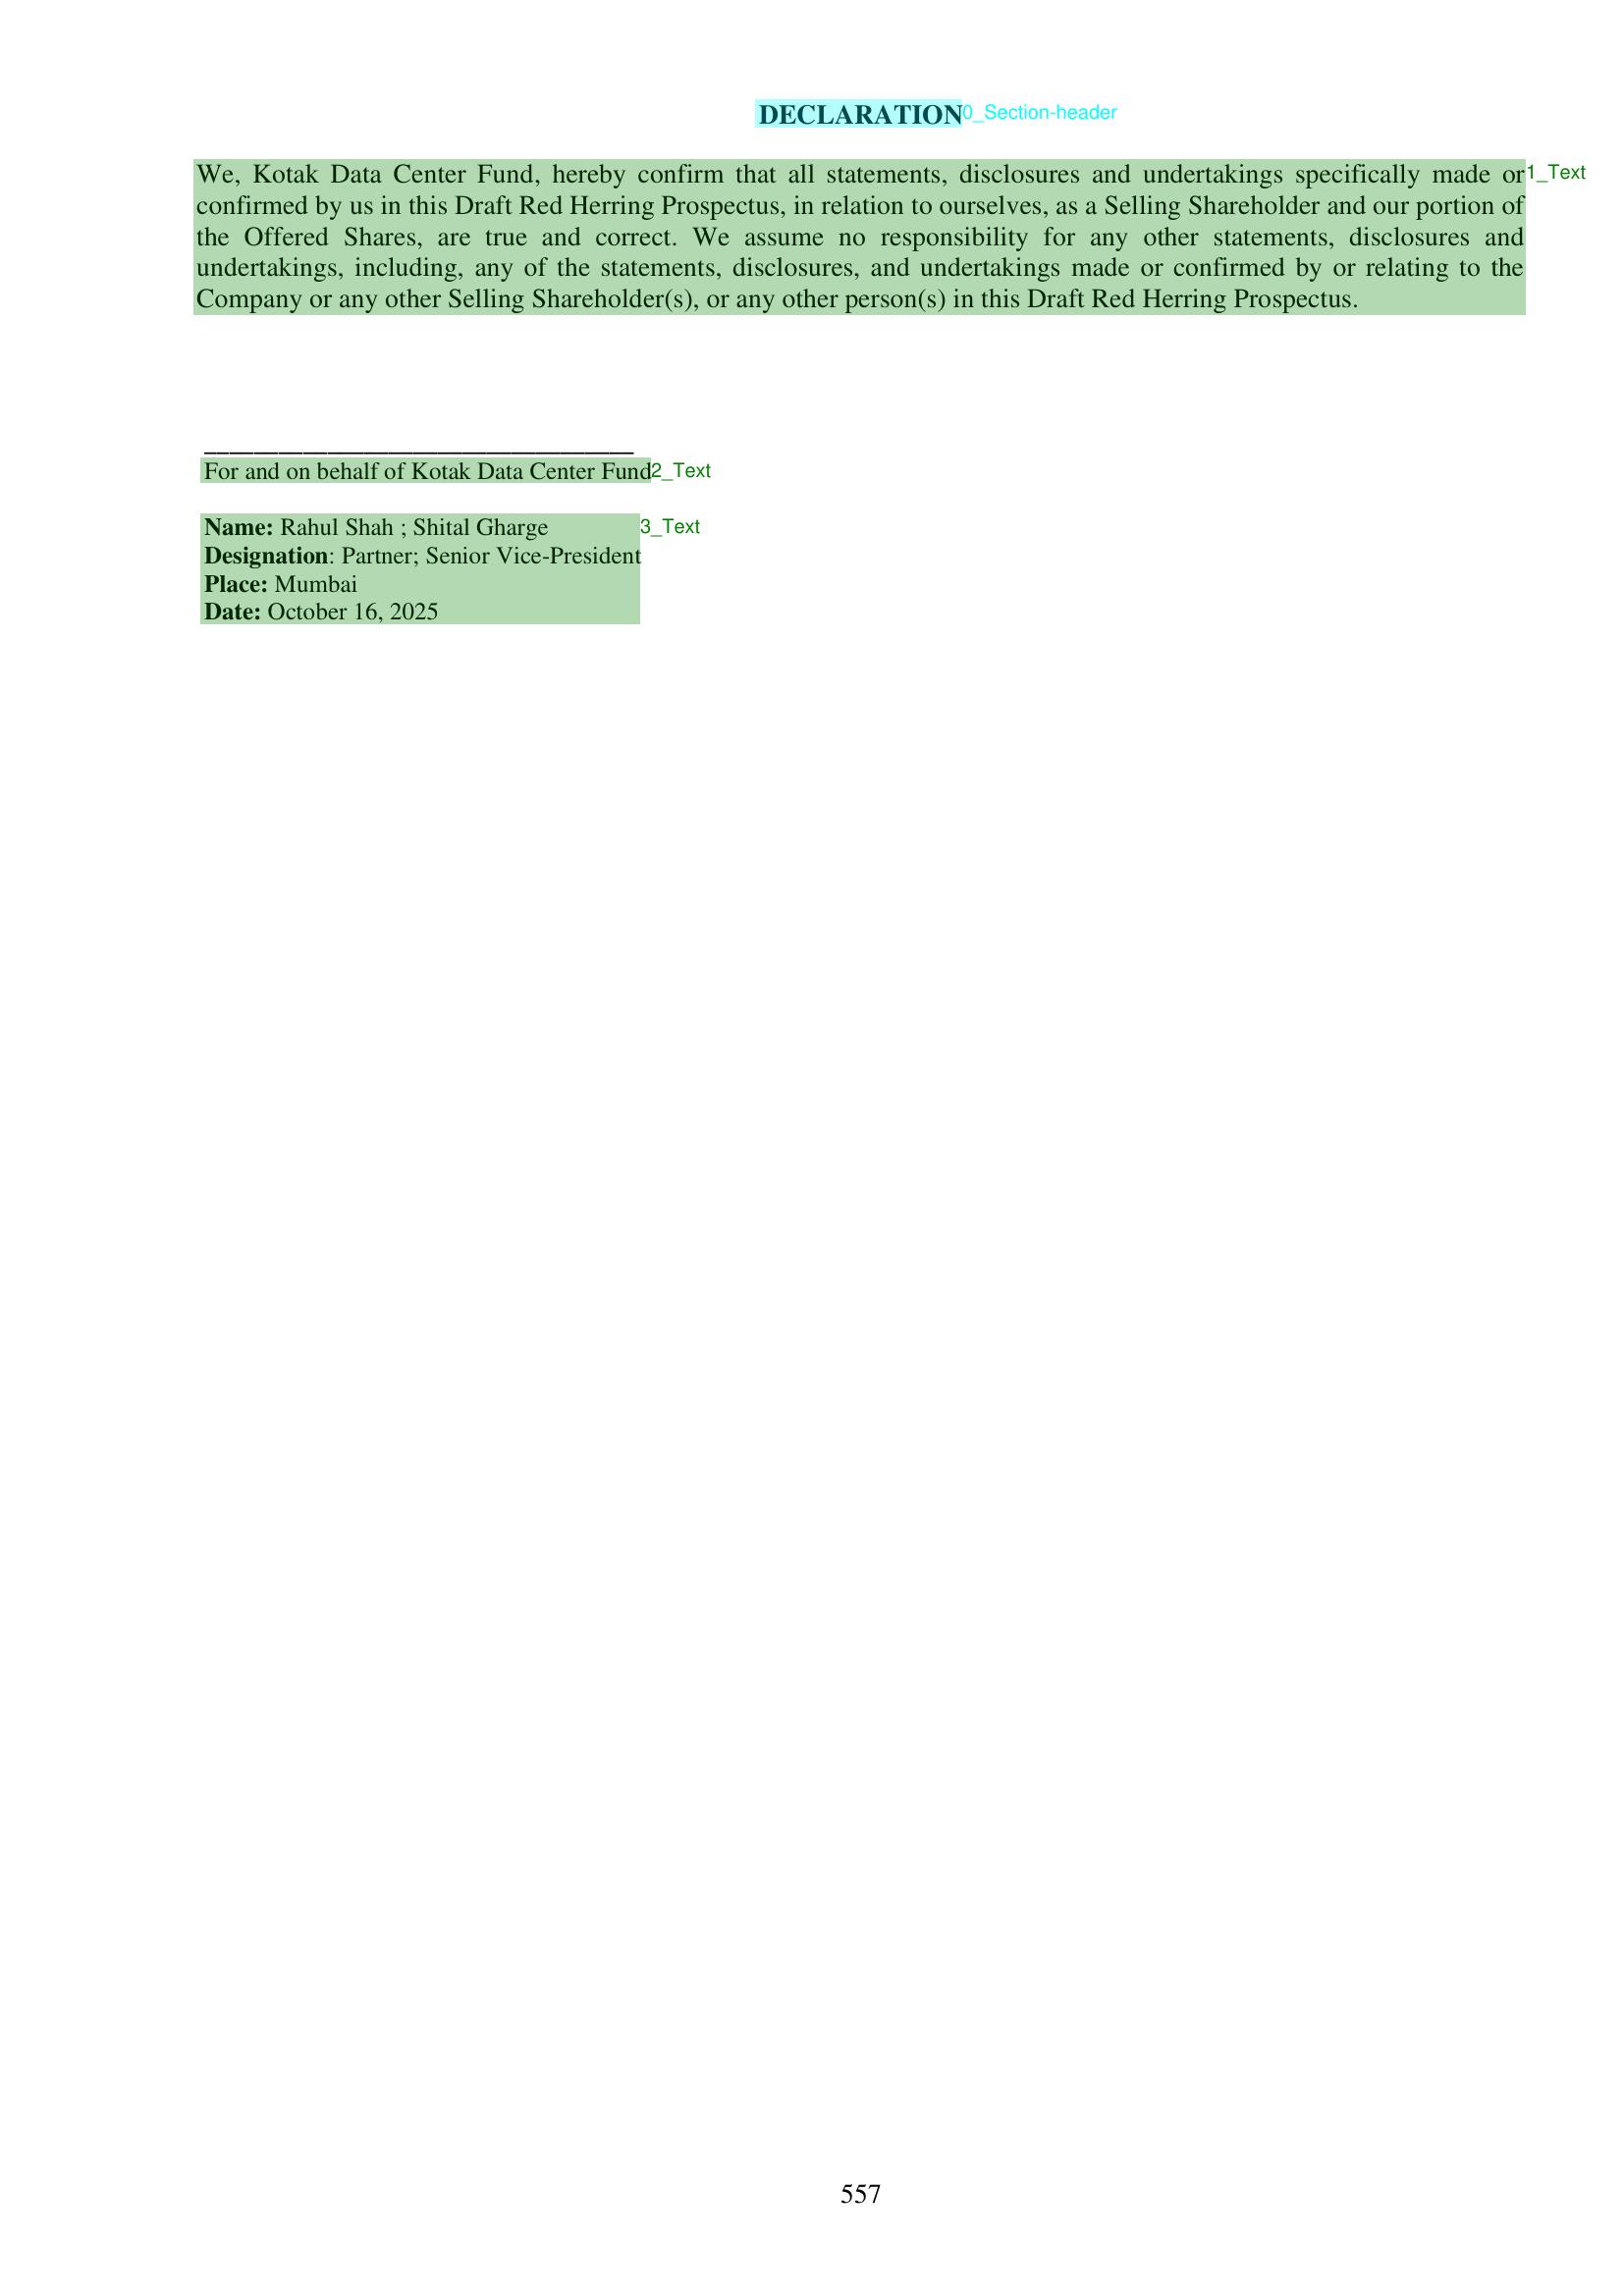 DECLARATION0_Section-header
We, Kotak Data Center Fund, hereby confirm that all statements, disclosures and undertakings specifically made or1_Text
confirmed by us in this Draft Red Herring Prospectus, in relation to ourselves, as a Selling Shareholder and our portion of
the Offered Shares, are true and correct. We assume no responsibility for any other statements, disclosures and
undertakings, including, any of the statements, disclosures, and undertakings made or confirmed by or relating to the
Company or any other Selling Shareholder(s), or any other person(s) in this Draft Red Herring Prospectus.
___________________________________
For and on behalf of Kotak Data Center Fund2_Text
Name: Rahul Shah ; Shital Gharge 3_Text
Designation: Partner; Senior Vice-President
Place: Mumbai
Date: October 16, 2025
557